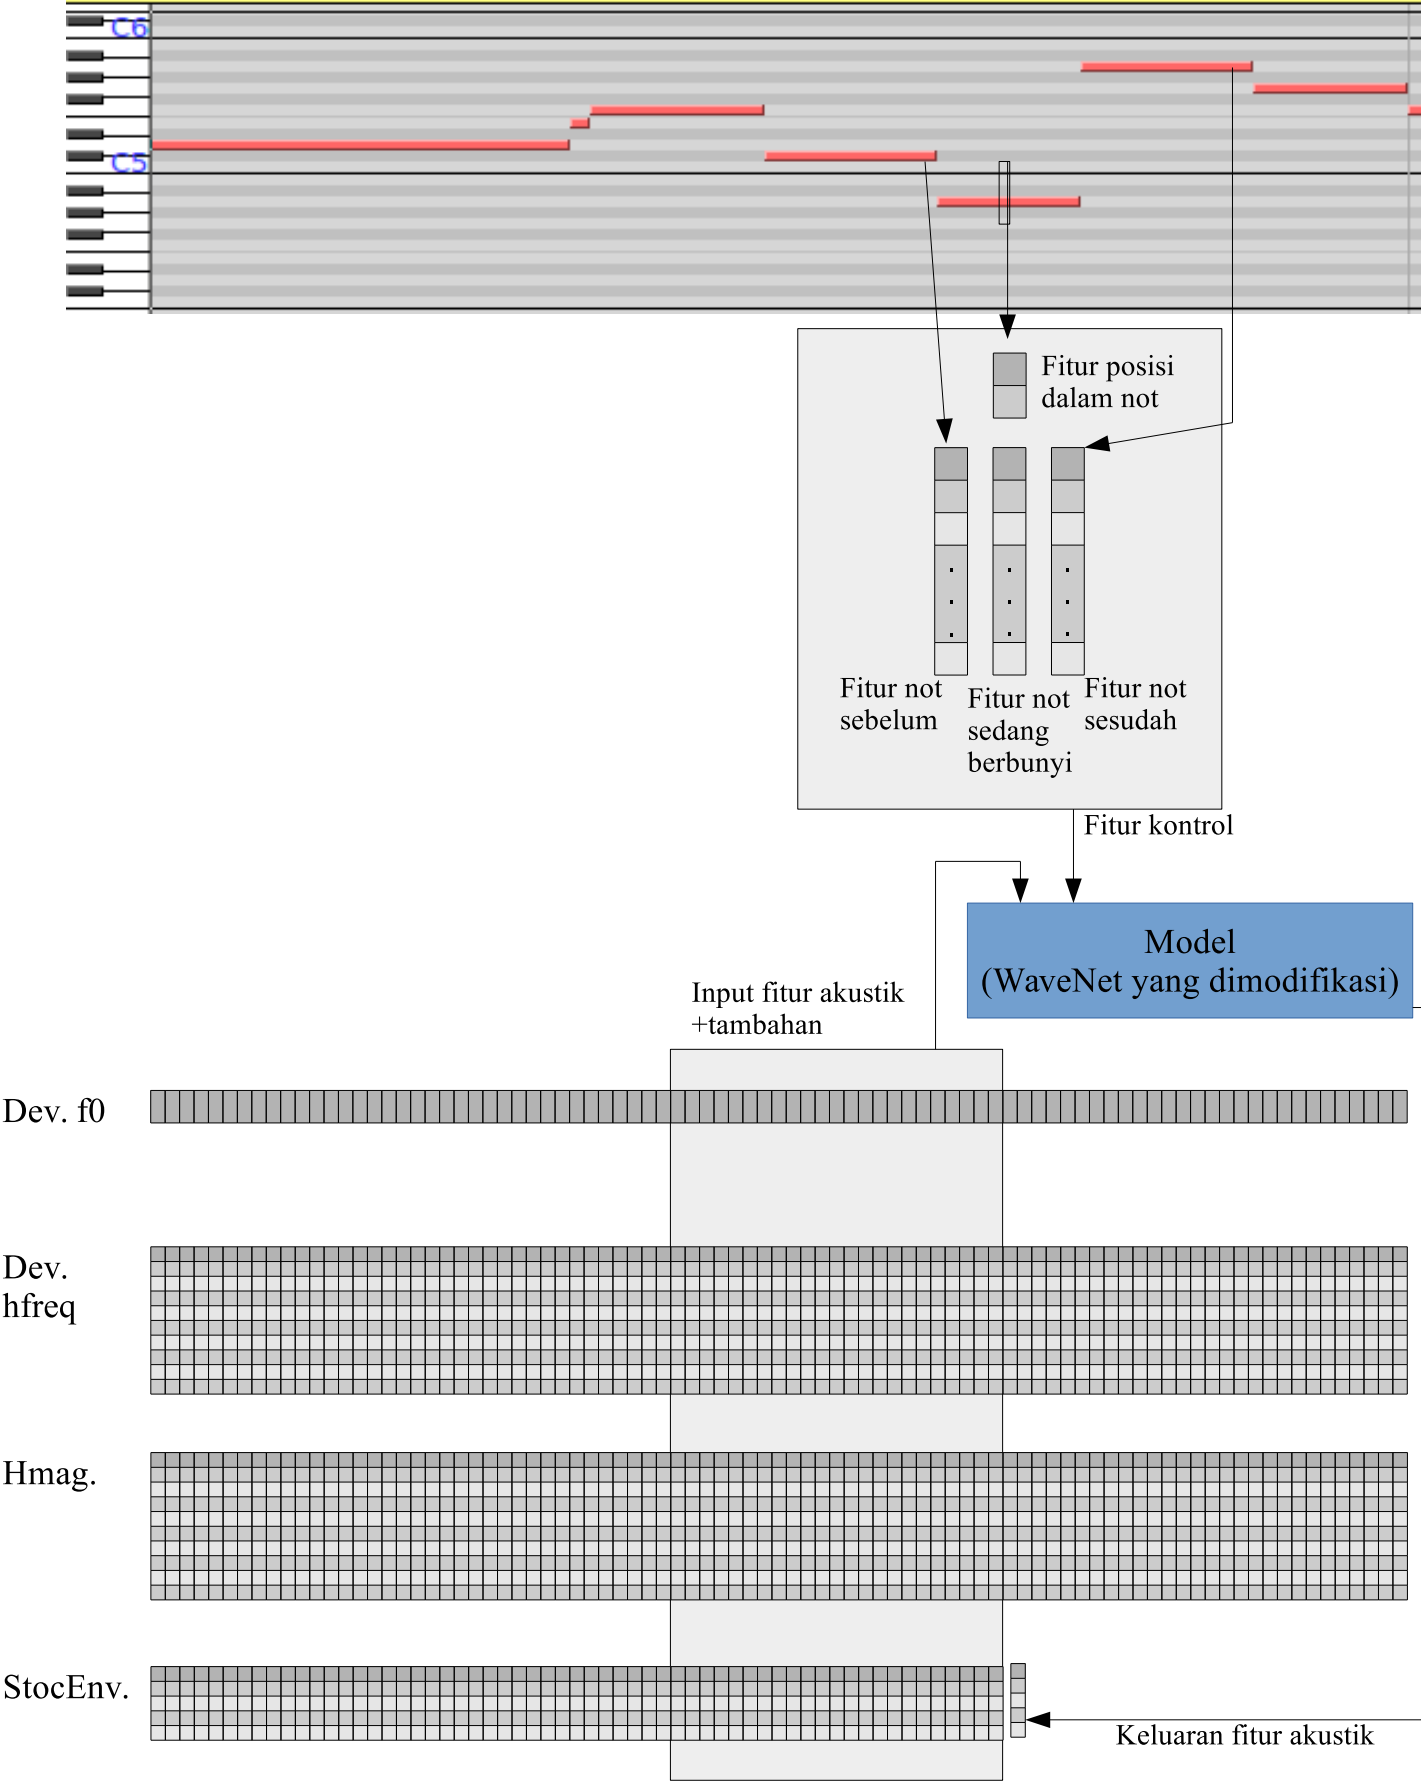 C6
C5
Fitur posisi
dalam not
Fitur not
sebelum
Fitur not
sedang
berbunyi
Fitur not
sesudah
Fitur kontrol
Model
(WaveNet yang dimodifikasi)
Input fitur akustik
+tambahan
Dev. f0
Dev.
hfreq
Hmag.
StocEnv.
Keluaran fitur akustik